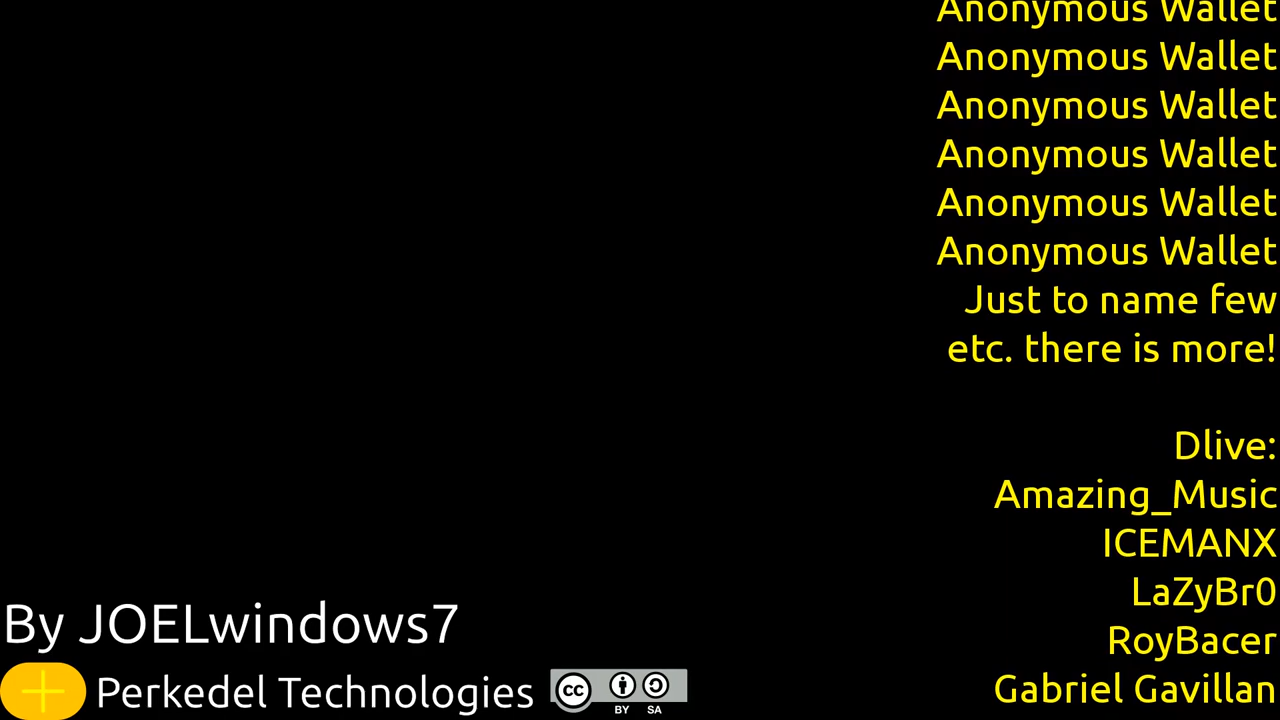 Anonymous Wallet
Anonymous Wallet
Anonymous Wallet
Anonymous Wallet
Anonymous Wallet
Anonymous Wallet
Just to name few
etc. there is more!
Dlive:
Amazing_Music
ICEMANX
LaZyBr0
RoyBacer
Gabriel Gavillan
By JOELwindows7
Perkedel Technologies
cc
BY SA